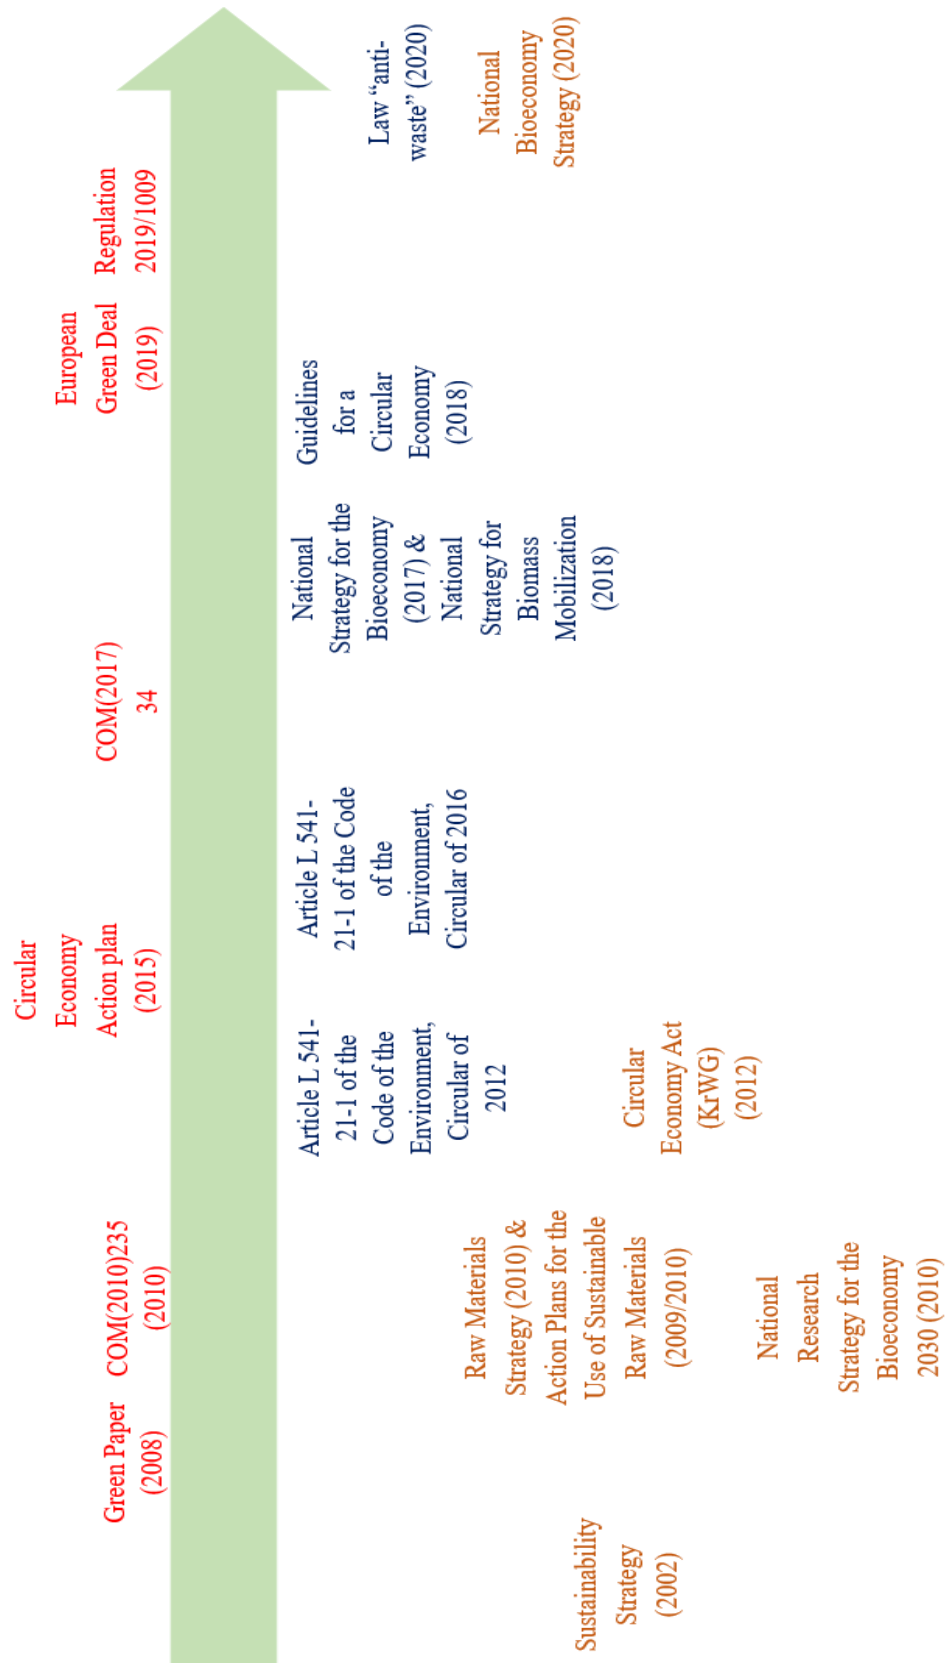 Green Paper
(2008)
COM(2010)235
(2010)
Circular
Economy
Action plan
(2015)
COM(2017)
34
European
Green Deal
(2019)
Regulation
2019/1009
Article L 541-
21-1 of the
Code of the
Environment,
Circular of
2012
Article L 541-
21-1 of the Code
of the
Environment,
Circular of 2016
National
Strategy for the
Bioeconomy
(2017) &
National
Strategy for
Biomass
Mobilization
(2018)
Guidelines
for a
Circular
Economy
(2018)
Law “anti-
waste” (2020)
Sustainability
Strategy
(2002)
Raw Materials
Strategy (2010) &
Action Plans for the
Use of Sustainable
Raw Materials
(2009/2010)
National
Research
Strategy for the
Bioeconomy
2030 (2010)
Circular
Economy Act
(KrWG)
(2012)
National
Bioeconomy
Strategy (2020)